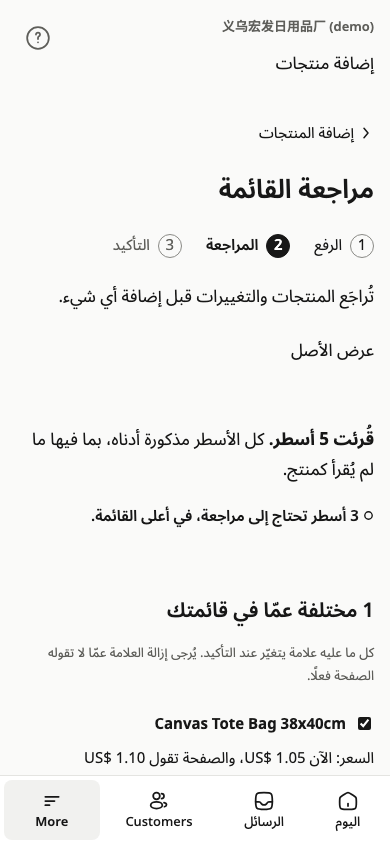 义乌宏发日用品厂 (demo)
إضافة منتجات
إضافة المنتجات
مراجعة القائمة
1 الرفع 2 المراجعة 3 التأكيد
تُراجَع المنتجات والتغييرات قبل إضافة أي شيء.
عرض الأصل
قُرئت 5 أسطر. كل الأسطر مذكورة أدناه، بما فيها ما
لم يُقرأ كمنتج.
3 أسطر تحتاج إلى مراجعة، في أعلى القائمة.
1 مختلفة عمّا في قائمتك
كل ما عليه علامة يتغيّر عند التأكيد. يُرجى إزالة العلامة عمّا لا تقوله
الصفحة فعلًا.
Canvas Tote Bag 38x40cm
السعر: الآن US$ 1.05، والصفحة تقول US$ 1.10
اليوم
الرسائل
Customers
More